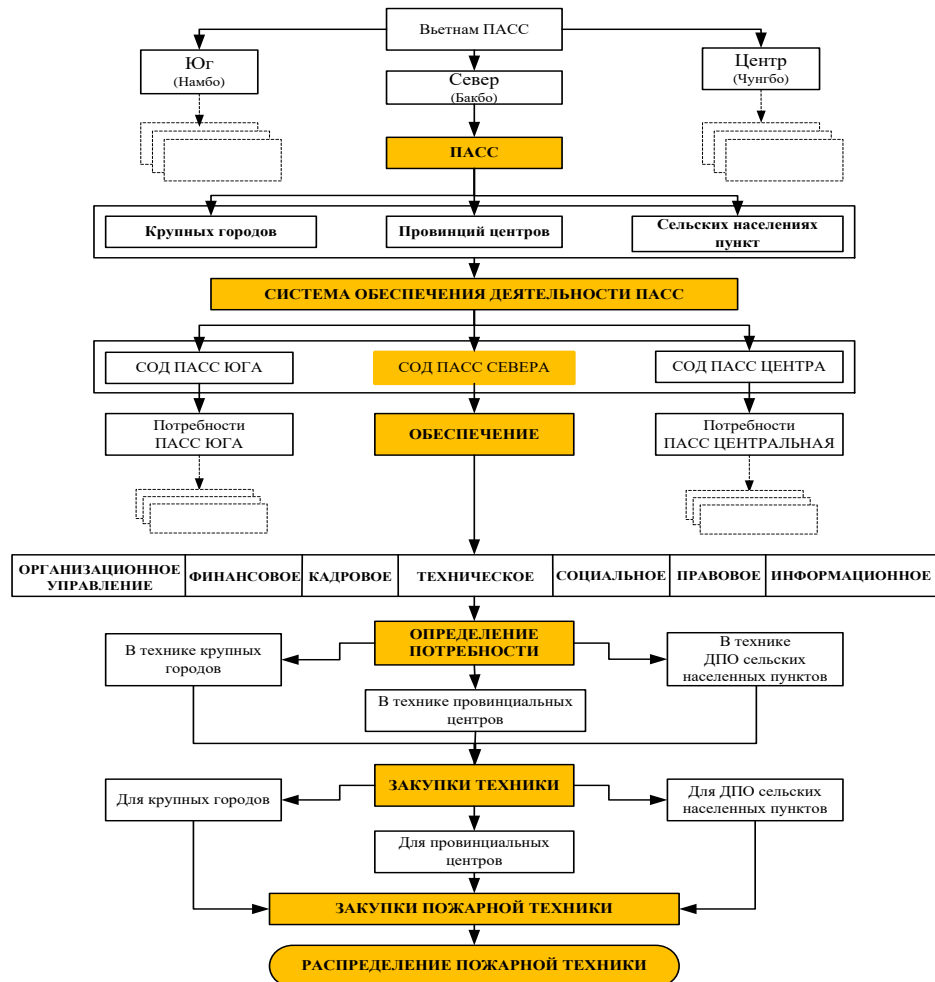 Вьетнам ПАСС
Юг
(Намбо)
Север
(Бакбо)
Центр
(Чунгбо)
ПАСС
Крупных городов
Провинций центров
Сельских населениях
пункт
СИСТЕМА ОБЕСПЕЧЕНИЯ ДЕЯТЕЛЬНОСТИ ПАСС
СОД ПАСС ЮГА
СОД ПАСС СЕВЕРА
СОД ПАСС ЦЕНТРА
Потребности
ПАСС ЮГА
ОБЕСПЕЧЕНИЕ
Потребности
ПАСС ЦЕНТРАЛЬНАЯ
ОРГАНИЗАЦИОННОЕ
УПРАВЛЕНИЕ
ФИНАНСОВОЕ
КАДРОВОЕ
ТЕХНИЧЕСКОЕ
СОЦИАЛЬНОЕ
ПРАВОВОЕ
ИНФОРМАЦИОННОЕ
ОПРЕДЕЛЕНИЕ
ПОТРЕБНОСТИ
В технике крупных
городов
В технике
ДПО сельских
населенных пунктов
В технике провинциальных
центров
ЗАКУПКИ ТЕХНИКИ
Для крупных городов
Для ДПО сельских
населенных пунктов
Для провинциальных
центров
ЗАКУПКИ ПОЖАРНОЙ ТЕХНИКИ
РАСПРЕДЕЛЕНИЕ ПОЖАРНОЙ ТЕХНИКИ